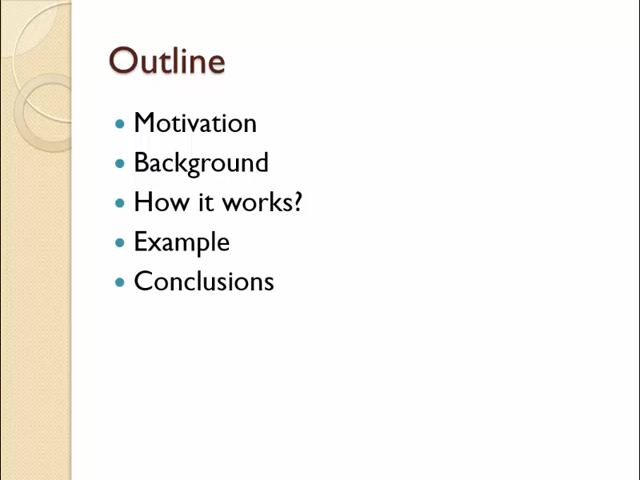 Outline
Motivation
Background
How it works?
Example
Conclusions